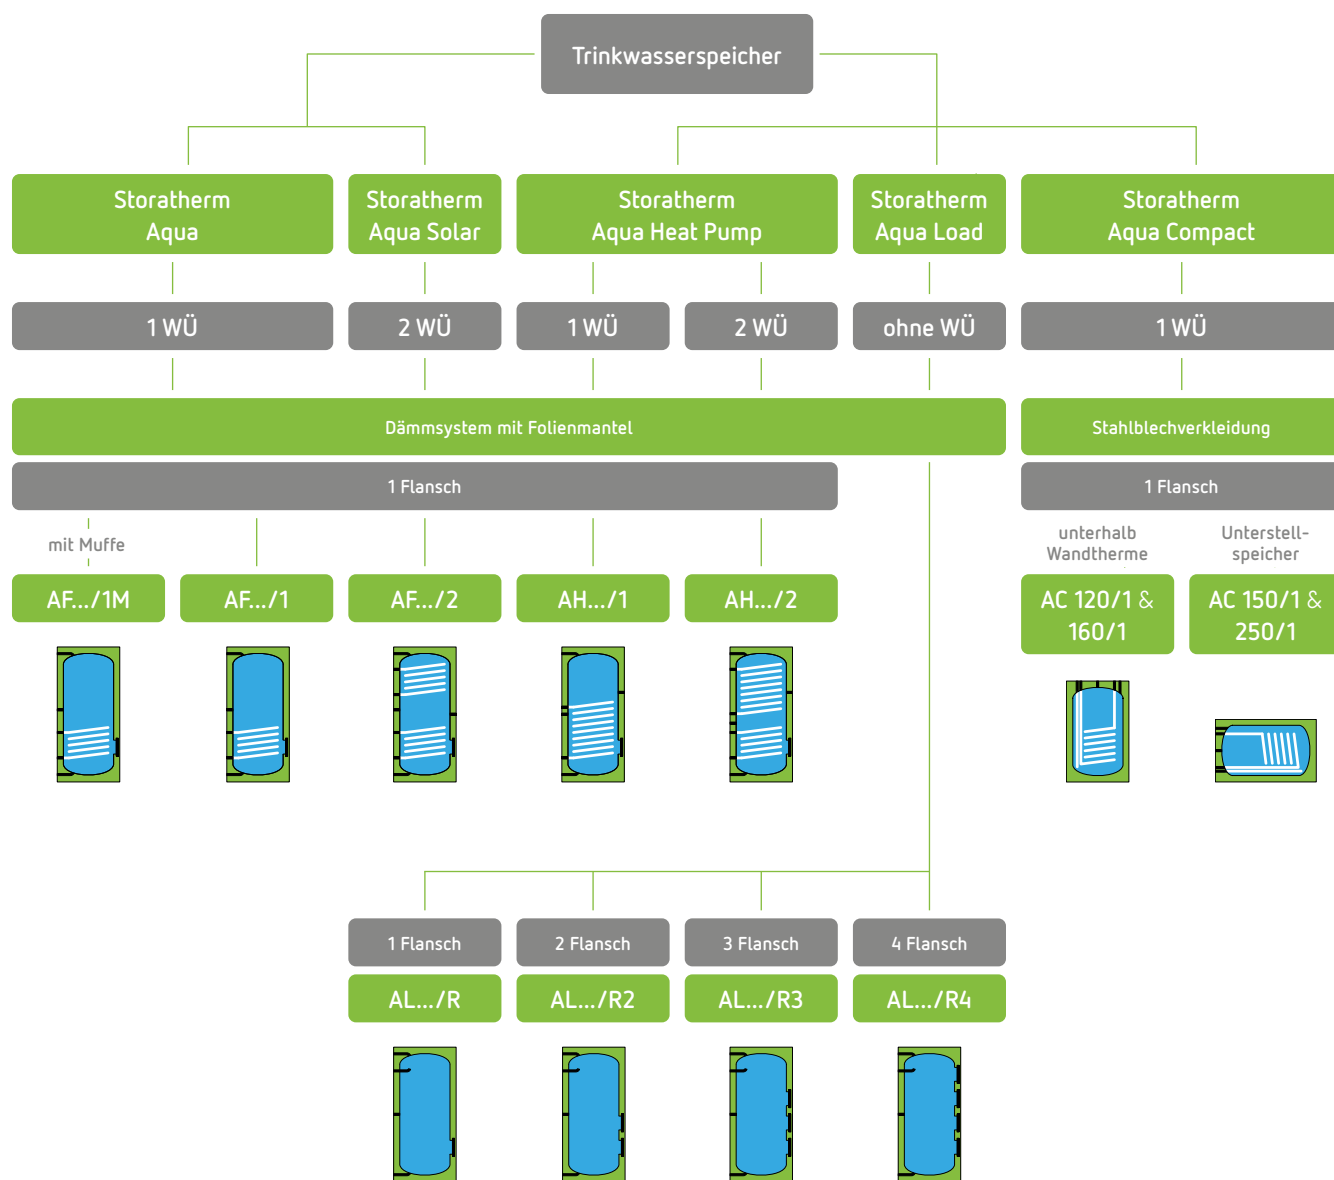 Trinkwasserspeicher
Storatherm
Aqua
Storatherm
Aqua Solar
Storatherm
Aqua Heat Pump
Storatherm
Aqua Load
Storatherm
Aqua Compact
1 WÜ
2 WÜ
1 WÜ
2 WÜ
ohne WÜ
1 WÜ
Dämmsystem mit Folienmantel
Stahlblechverkleidung
1 Flansch
1 Flansch
mit Muffe
unterhalb
Wandtherme
Unterstell-
speicher
AF.../1M
AF.../1
AF.../2
AH.../1
AH.../2
AC 120/1 &
160/1
AC 150/1 &
250/1
1 Flansch
2 Flansch
3 Flansch
4 Flansch
AL.../R
AL.../R2
AL.../R3
AL.../R4